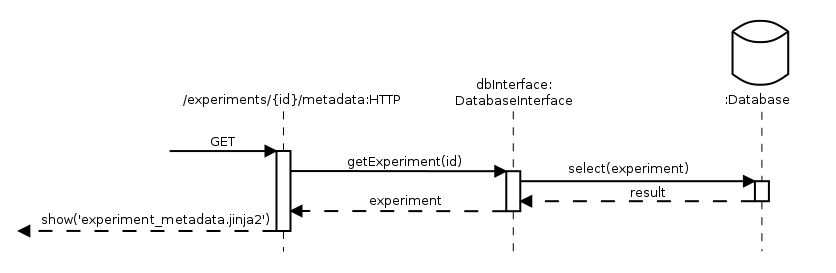 dbInterface:
/experiments/{id}/metadata:HTTP
DatabaseInterface
:Database
GET
getExperiment(id)
select(experiment)
result
experiment
show('experiment_metadata.jinja2')